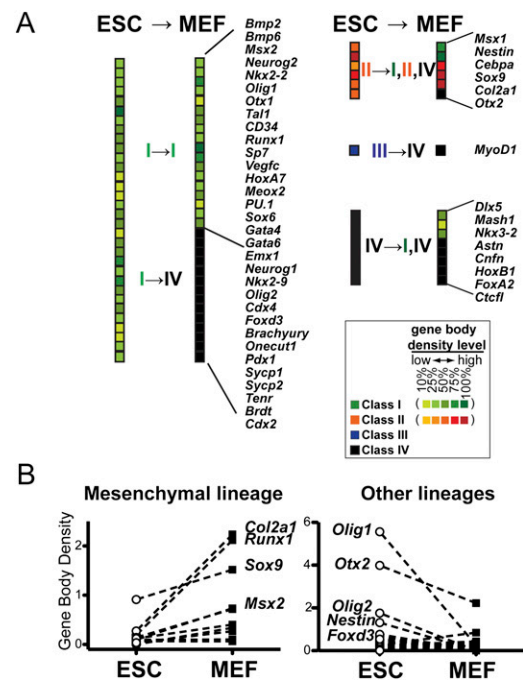 A
ESC → MEF
Bmp2
Bmp6
Msx2
Neurog2
Nkx2-2
Olig1
Otx1
Tal1
CD34
Runx1
Sp7
Vegfc
HoxA7
Meox2
PU.1
Sox6
Gata4
Gata6
Emx1
Neurog1
Nkx2-9
Olig2
Cdx4
Foxd3
Brachyury
Onecut1
Pdx1
Sycp1
Sycp2
Tenr
Brdt
Cdx2
I→I
I→IV
ESC → MEF
II→I,II,IV
Msx1
Nestin
Cebpa
Sox9
Col2a1
Otx2
III→IV
MyoD1
IV→I,IV
Dlx5
Mash1
Nkx3-2
Astn
Cnfn
HoxB1
FoxA2
Ctcfl
gene body
density level
low ↔ high
10% 25% 50% 75% 100%
Class I ( )
Class II ( )
Class III
Class IV
B
Mesenchymal lineage
Gene Body Density
2
1
0
Col2a1
Runx1
Sox9
Msx2
ESC MEF
Other lineages
6
4
2
0
Olig1
Otx2
Olig2
Nestin
Foxd3
ESC MEF